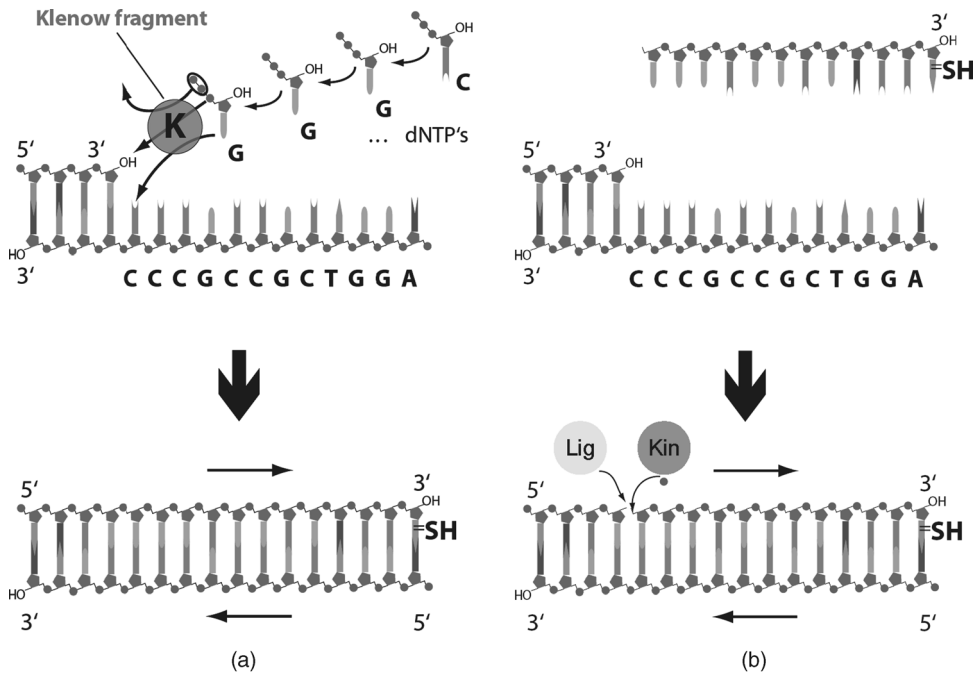 Klenow fragment
OH
OH
OH
OH
C
G
G
G
K
... dNTP's
5' 3' OH
HO
3'
C C C G C C G C T G G A
5' 3' OH
=SH
HO
3' 5'
(a)
3'
OH
=SH
5' 3' OH
HO
3'
C C C G C C G C T G G A
Lig Kin
5' 3' OH
=SH
HO
3' 5'
(b)